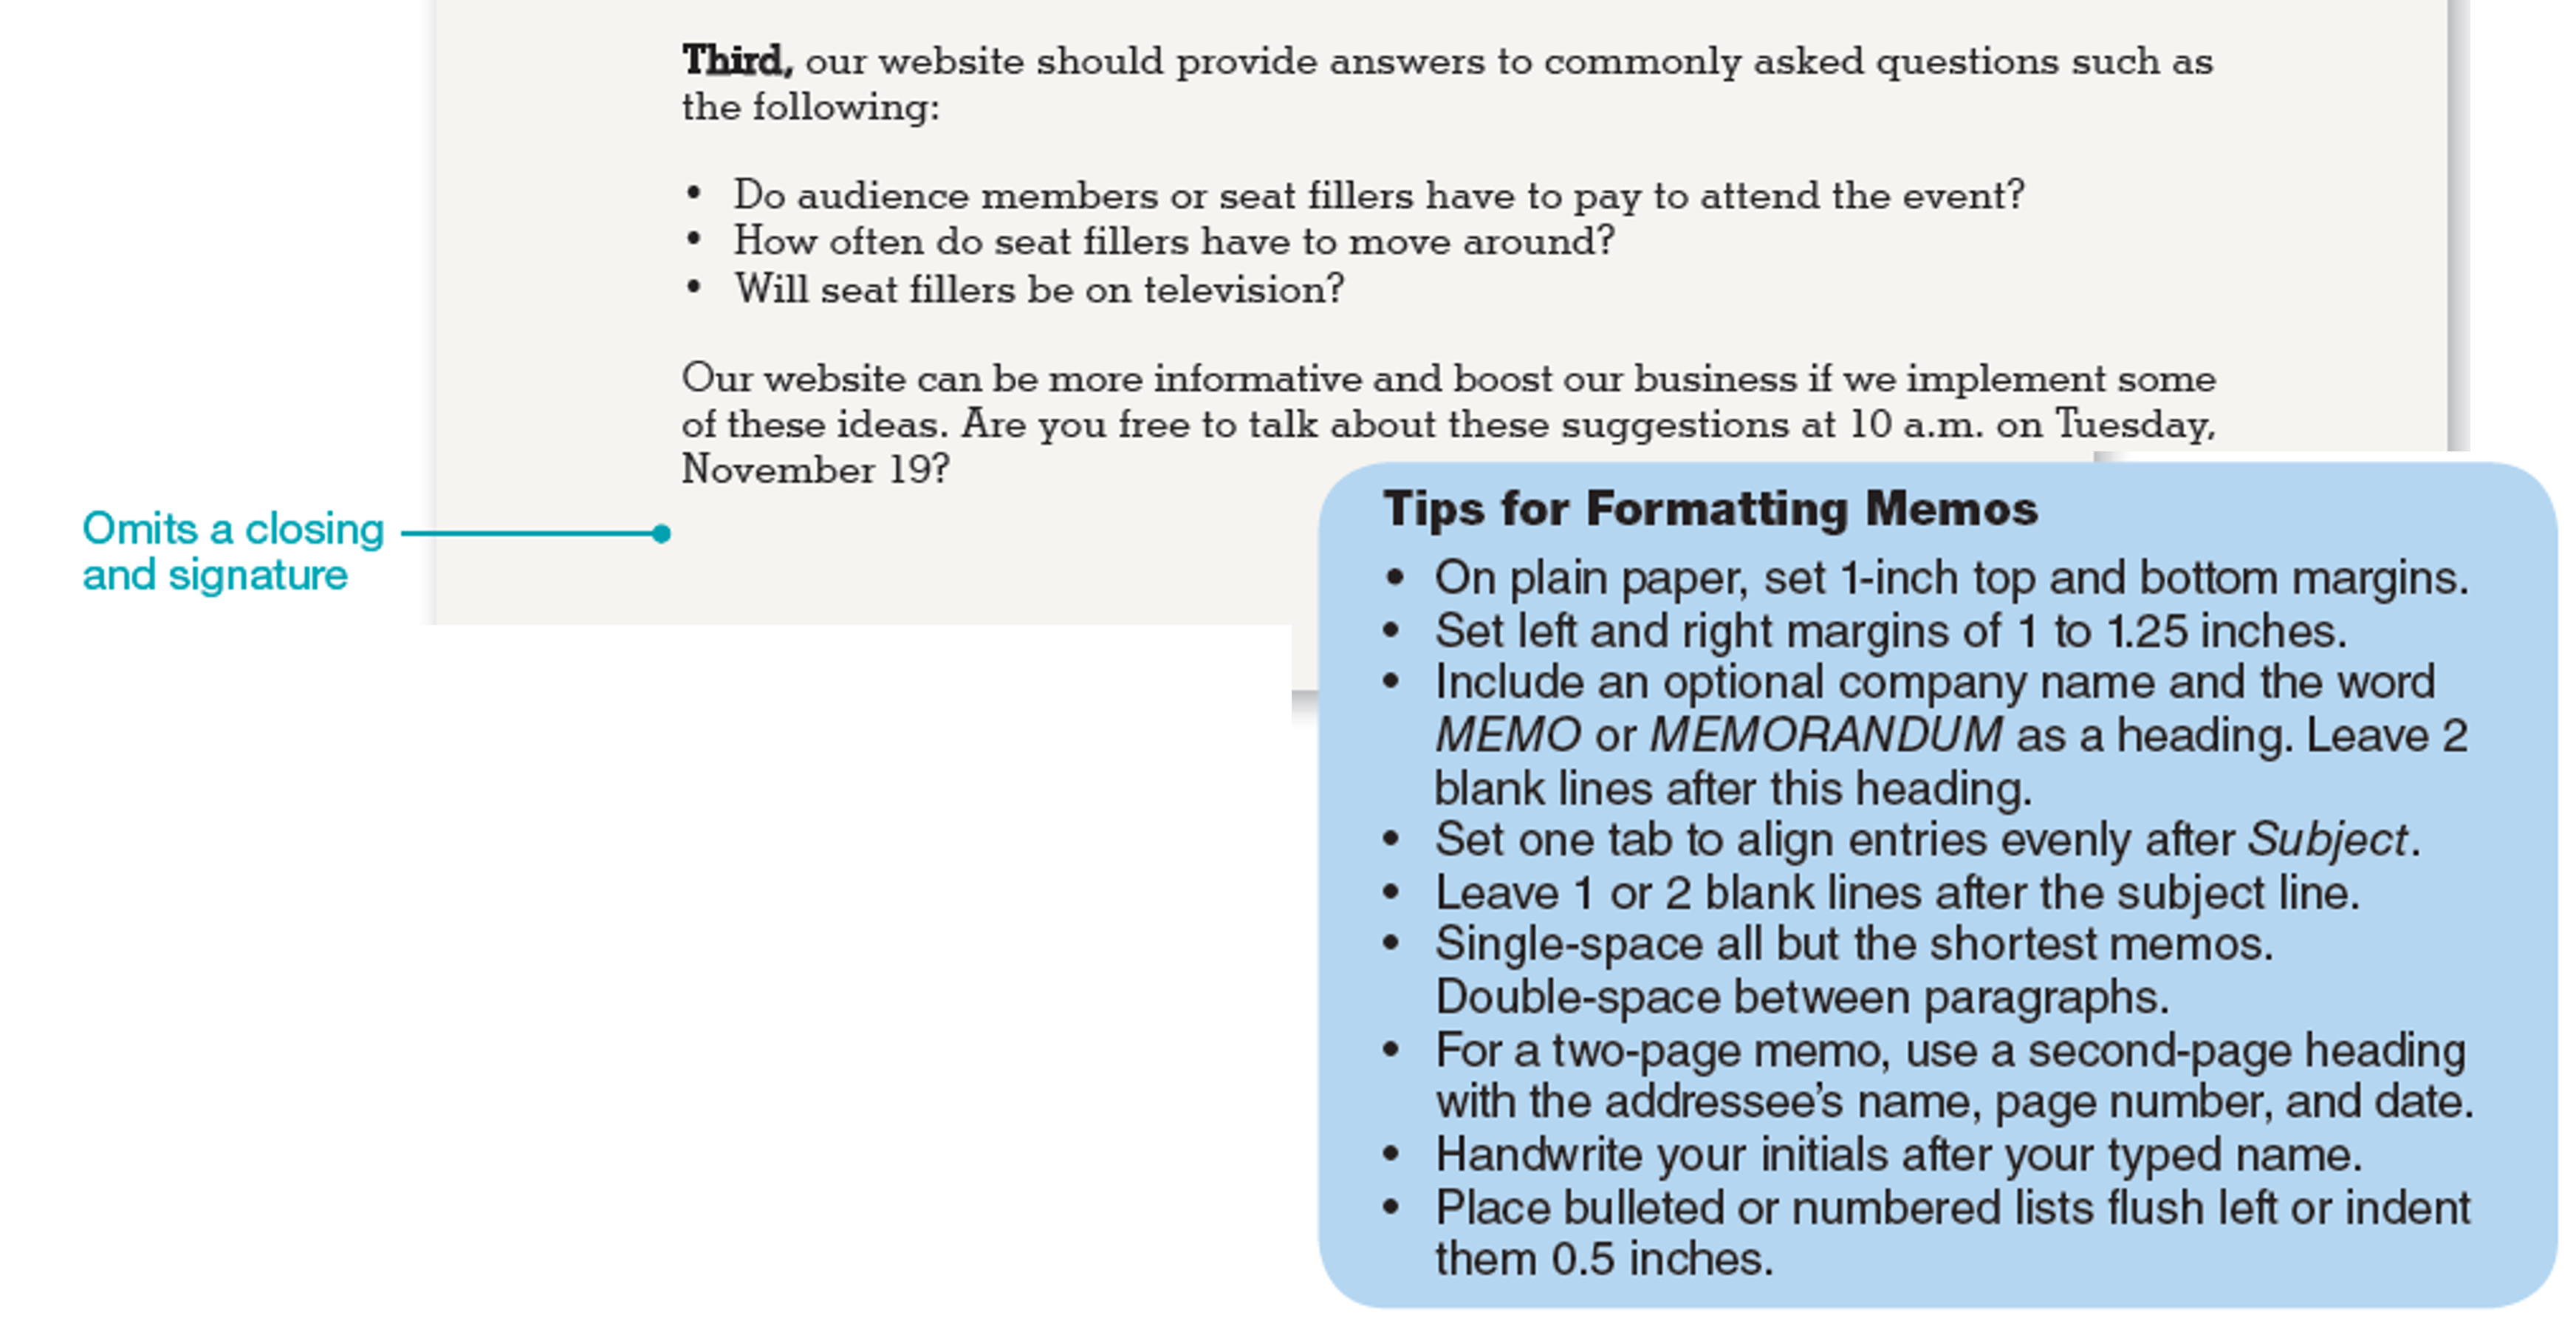 Third, our website should provide answers to commonly asked questions such as
the following:
• Do audience members or seat fillers have to pay to attend the event?
• How often do seat fillers have to move around?
• Will seat fillers be on television?
Our website can be more informative and boost our business if we implement some
of these ideas. Are you free to talk about these suggestions at 10 a.m. on Tuesday,
November 19?
Omits a closing
and signature
Tips for Formatting Memos
• On plain paper, set 1-inch top and bottom margins.
• Set left and right margins of 1 to 1.25 inches.
• Include an optional company name and the word
MEMO or MEMORANDUM as a heading. Leave 2
blank lines after this heading.
• Set one tab to align entries evenly after Subject.
• Leave 1 or 2 blank lines after the subject line.
• Single-space all but the shortest memos.
Double-space between paragraphs.
• For a two-page memo, use a second-page heading
with the addressee’s name, page number, and date.
• Handwrite your initials after your typed name.
• Place bulleted or numbered lists flush left or indent
them 0.5 inches.